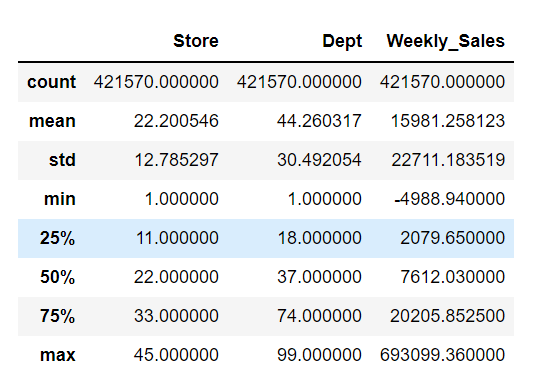 Store Dept Weekly_Sales
count 421570.000000 421570.000000 421570.000000
mean 22.200546 44.260317 15981.258123
std 12.785297 30.492054 22711.183519
min 1.000000 1.000000 -4988.940000
25% 11.000000 18.000000 2079.650000
50% 22.000000 37.000000 7612.030000
75% 33.000000 74.000000 20205.852500
max 45.000000 99.000000 693099.360000